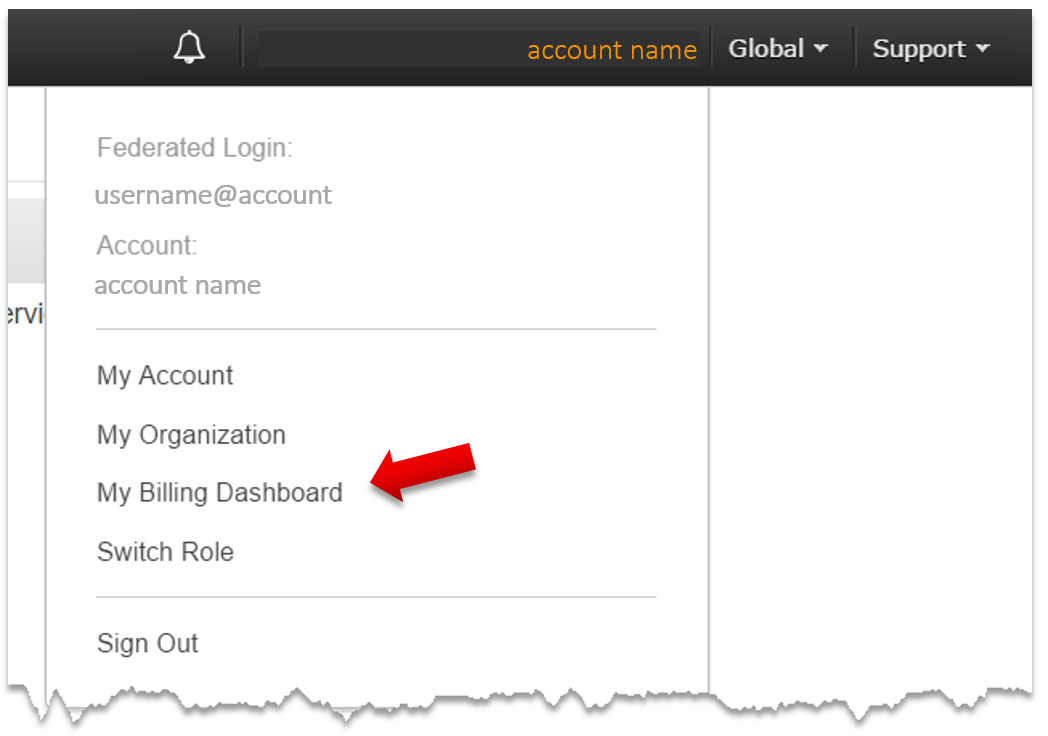 account name Global Support
Federated Login:
username@account
Account:
account name
ervi
My Account
My Organization
My Billing Dashboard
Switch Role
Sign Out